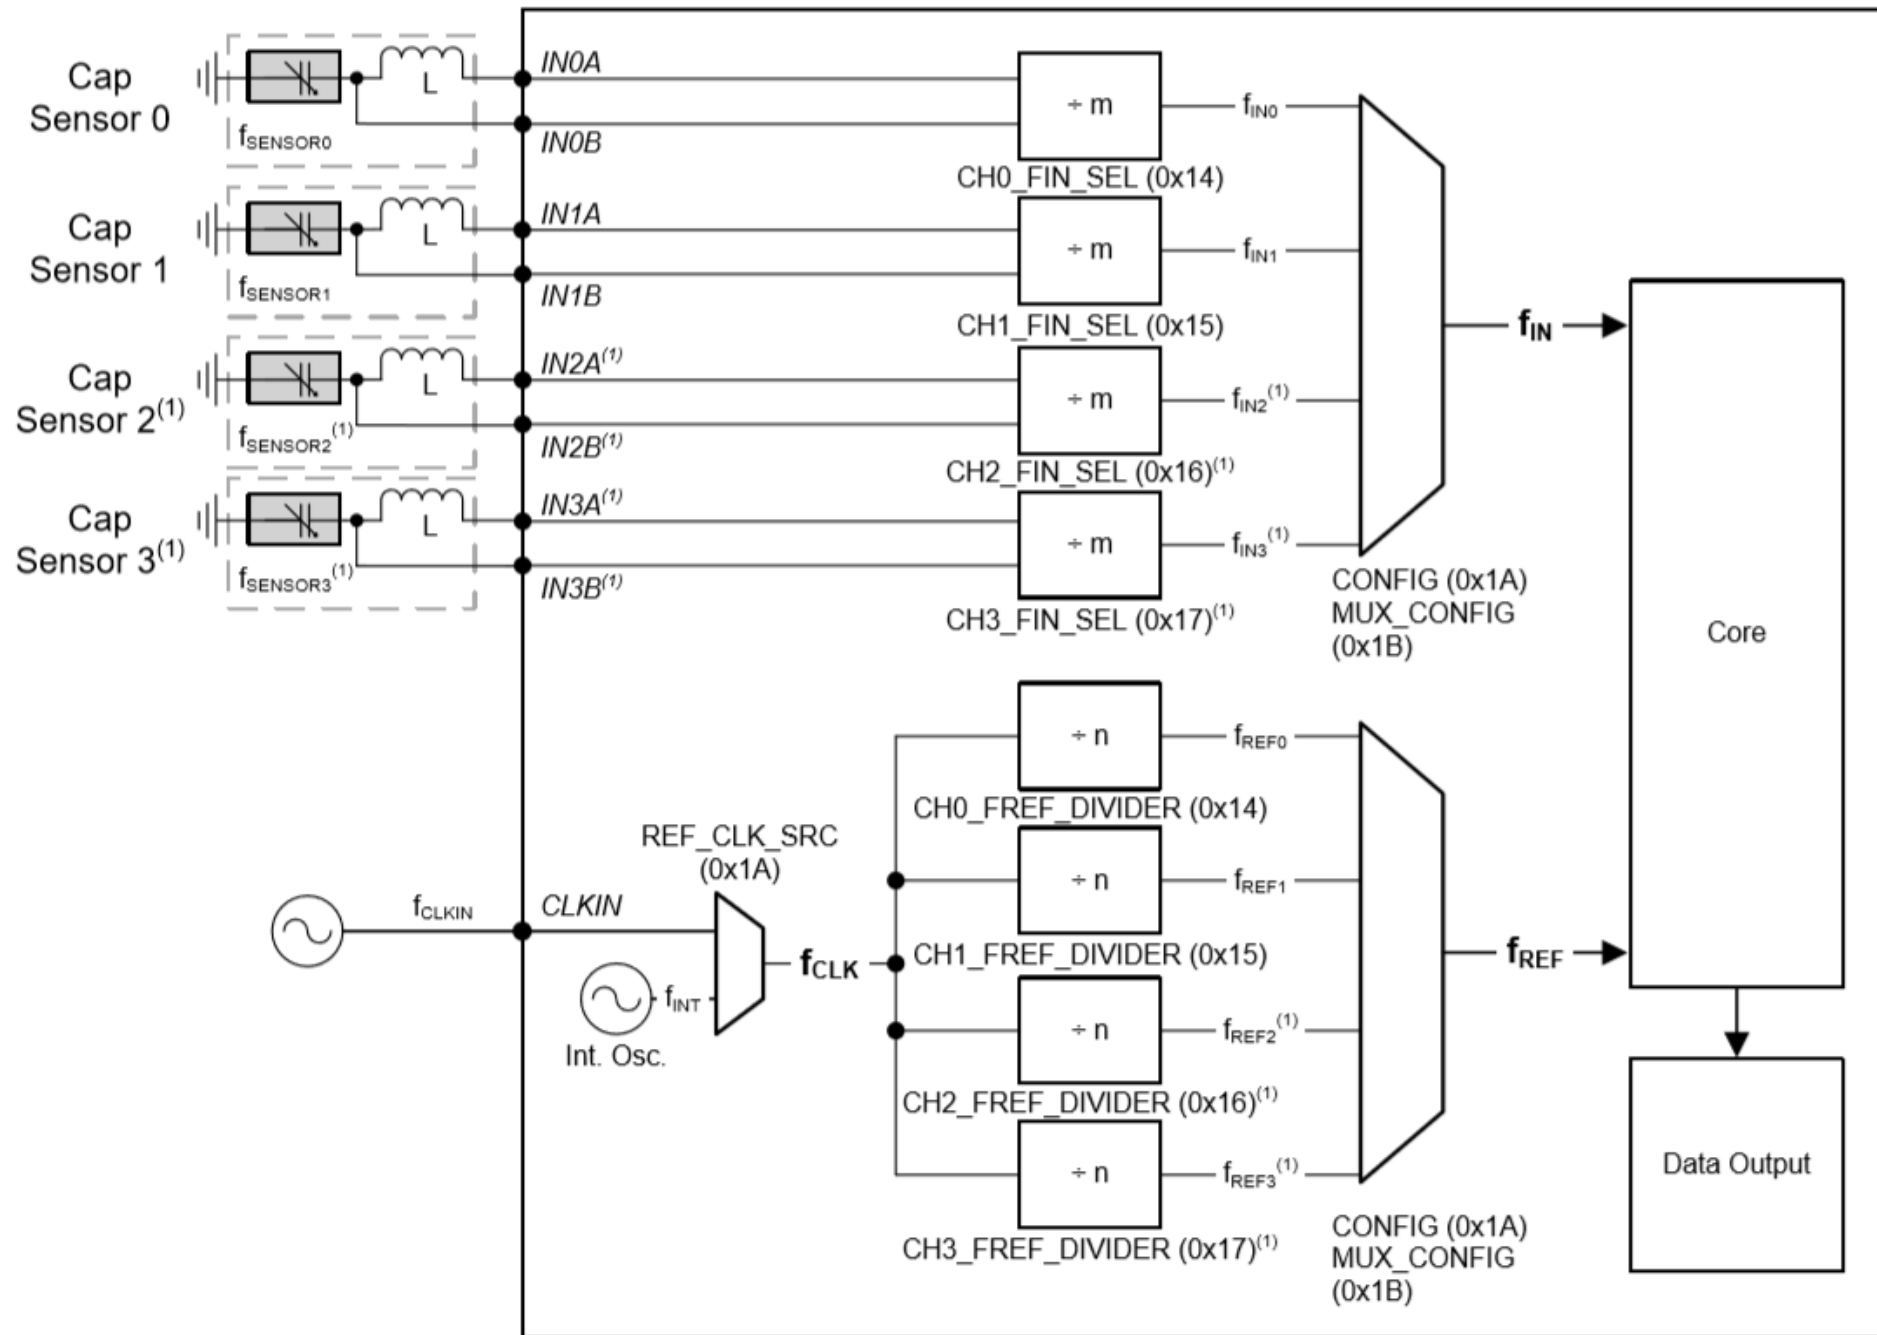 Cap
Sensor 0
L
fSENSOR0
IN0A
IN0B
÷ m
CH0_FIN_SEL (0x14)
fIN0
Cap
Sensor 1
L
fSENSOR1
IN1A
IN1B
÷ m
CH1_FIN_SEL (0x15)
fIN1
Cap
Sensor 2(1)
L
fSENSOR2(1)
IN2A(1)
IN2B(1)
÷ m
CH2_FIN_SEL (0x16)(1)
fIN2(1)
Cap
Sensor 3(1)
L
fSENSOR3(1)
IN3A(1)
IN3B(1)
÷ m
CH3_FIN_SEL (0x17)(1)
fIN3(1)
CONFIG (0x1A)
MUX_CONFIG
(0x1B)
fIN
Core
fCLKIN
CLKIN
REF_CLK_SRC
(0x1A)
fINT
Int. Osc.
fCLK
÷ n
CH0_FREF_DIVIDER (0x14)
fREF0
÷ n
CH1_FREF_DIVIDER (0x15)
fREF1
÷ n
CH2_FREF_DIVIDER (0x16)(1)
fREF2(1)
÷ n
CH3_FREF_DIVIDER (0x17)(1)
fREF3(1)
CONFIG (0x1A)
MUX_CONFIG
(0x1B)
fREF
Data Output